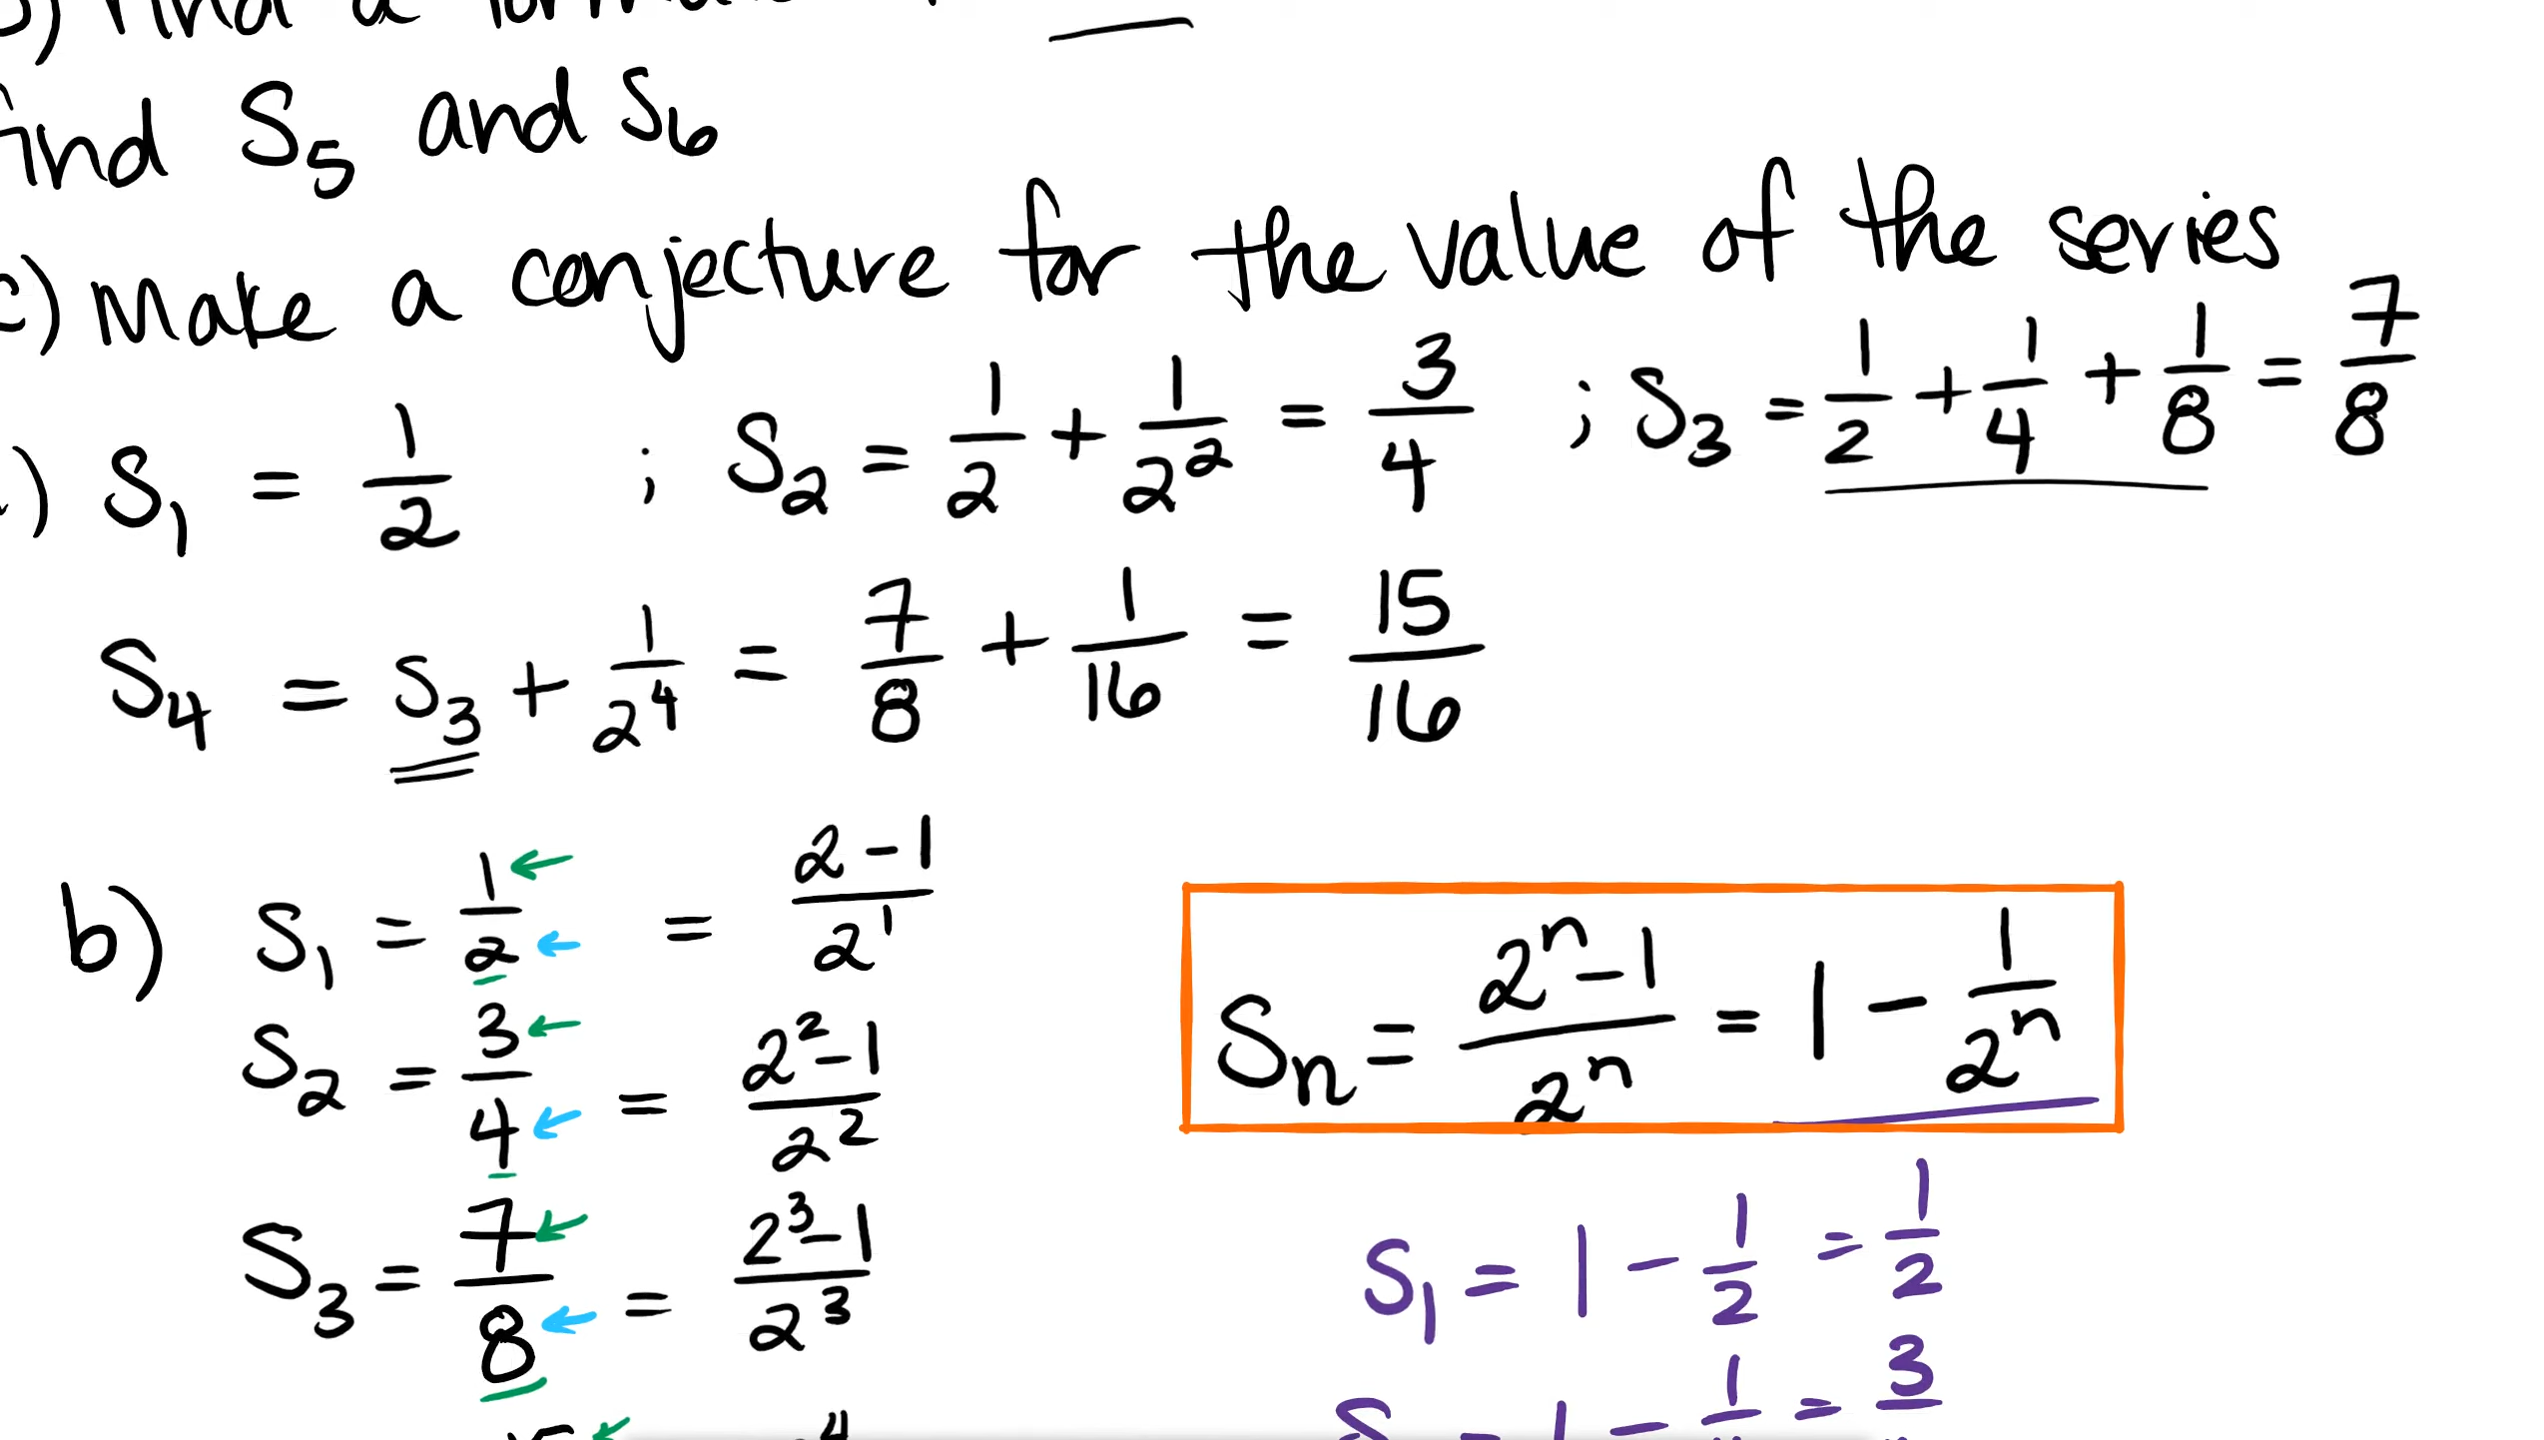 b) Find a formula
find S₅ and S₆
c) Make a conjecture for the value of the series
) S₁ = 1/2 ; S₂ = 1/2 + 1/2² = 3/4 ; S₃ = 1/2 + 1/4 + 1/8 = 7/8
S₄ = S₃ + 1/2⁴ = 7/8 + 1/16 = 15/16
b) S₁ = 1/2 = (2-1)/2¹
S₂ = 3/4 = (2²-1)/2²
S₃ = 7/8 = (2³-1)/2³
Sₙ = (2ⁿ-1)/2ⁿ = 1 - 1/2ⁿ
S₁ = 1 - 1/2 = 1/2